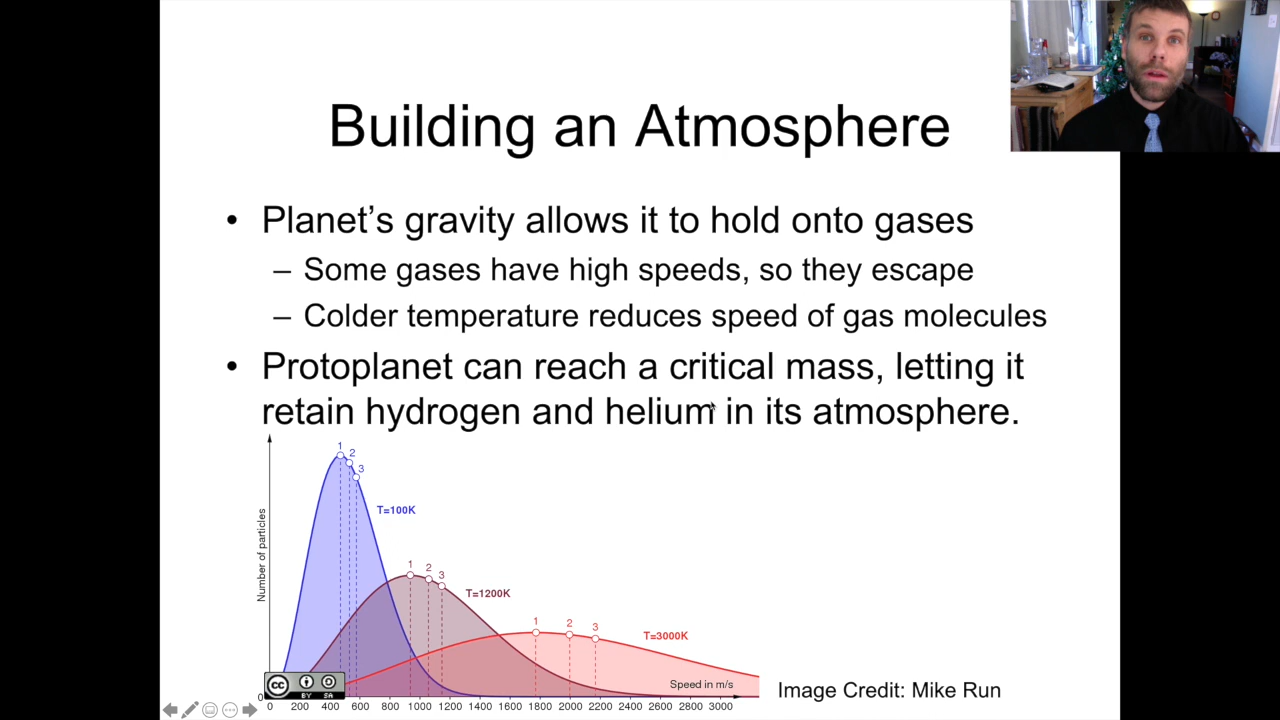 Building an Atmosphere
• Planet’s gravity allows it to hold onto gases
– Some gases have high speeds, so they escape
– Colder temperature reduces speed of gas molecules
• Protoplanet can reach a critical mass, letting it
retain hydrogen and helium in its atmosphere.
1 2 3
T=100K
Number of particles
1 2 3
T=1200K
1 2 3
T=3000K
Speed in m/s
cc BY SA
0
0 200 400 600 800 1000 1200 1400 1600 1800 2000 2200 2400 2600 2800 3000
Image Credit: Mike Run